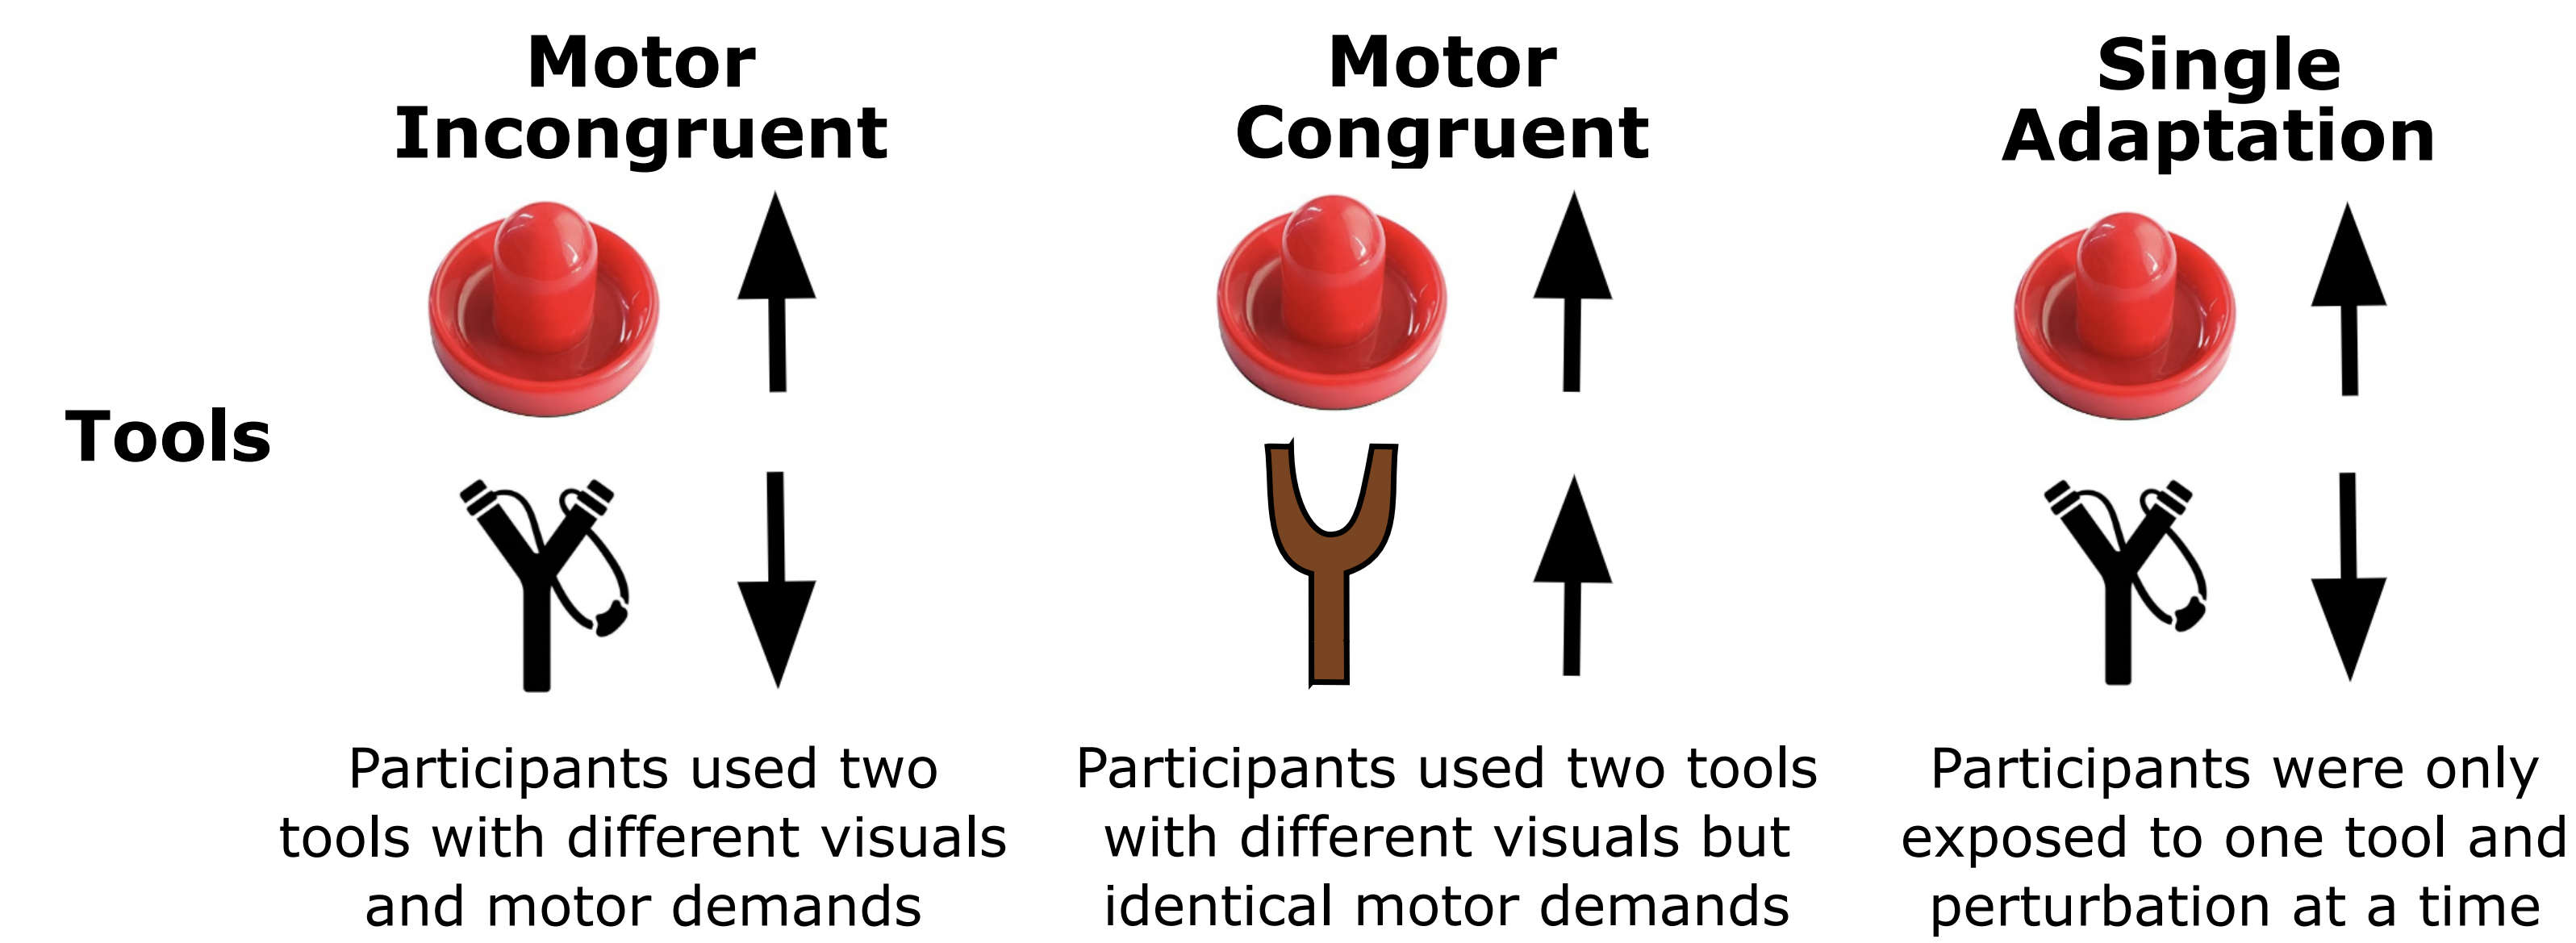 Motor
Incongruent
Motor
Congruent
Single
Adaptation
Tools
Participants used two
tools with different visuals
and motor demands
Participants used two tools
with different visuals but
identical motor demands
Participants were only
exposed to one tool and
perturbation at a time